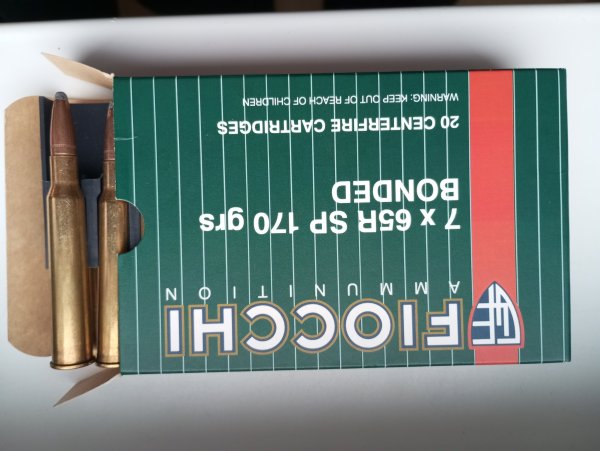 FIOCCHI
AMMUNITION
7 x 65R SP 170 grs
BONDED
20 CENTERFIRE CARTRIDGES
WARNING: KEEP OUT OF REACH OF CHILDREN